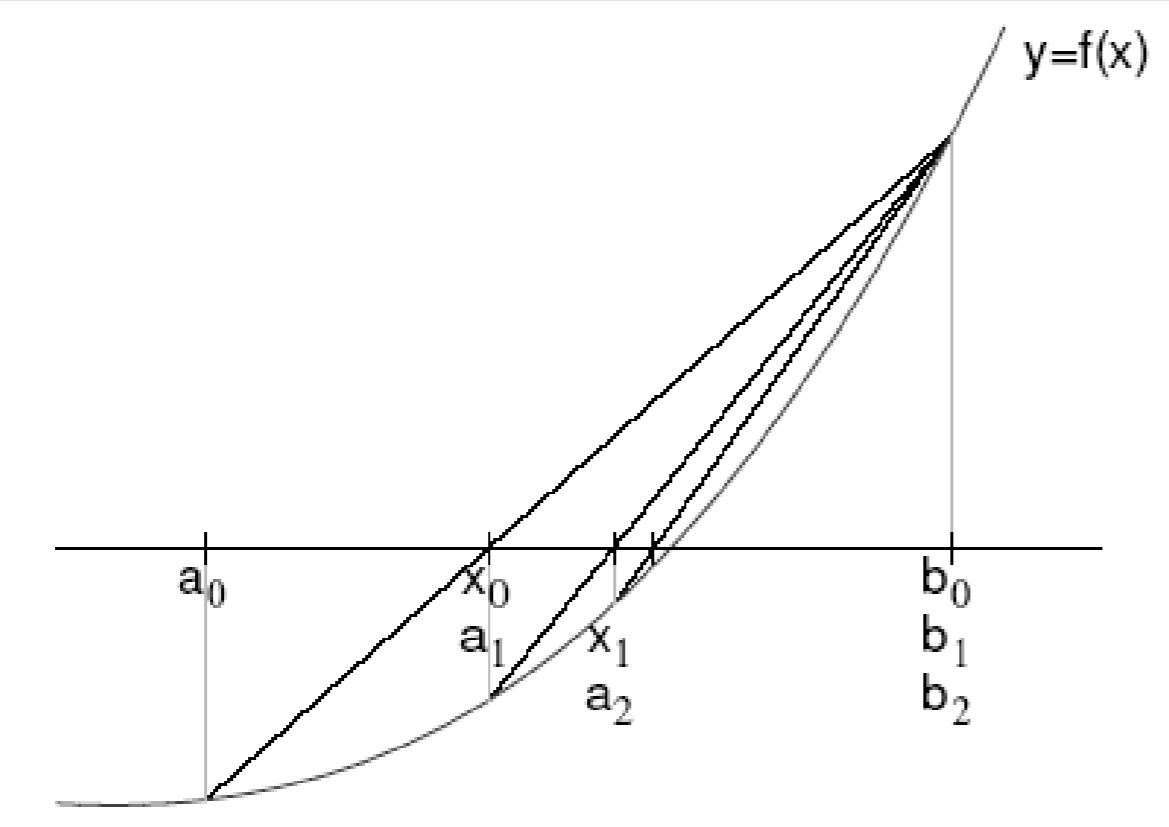 y=f(x)
a₀ x₀ b₀
a₁ x₁ b₁
a₂ b₂